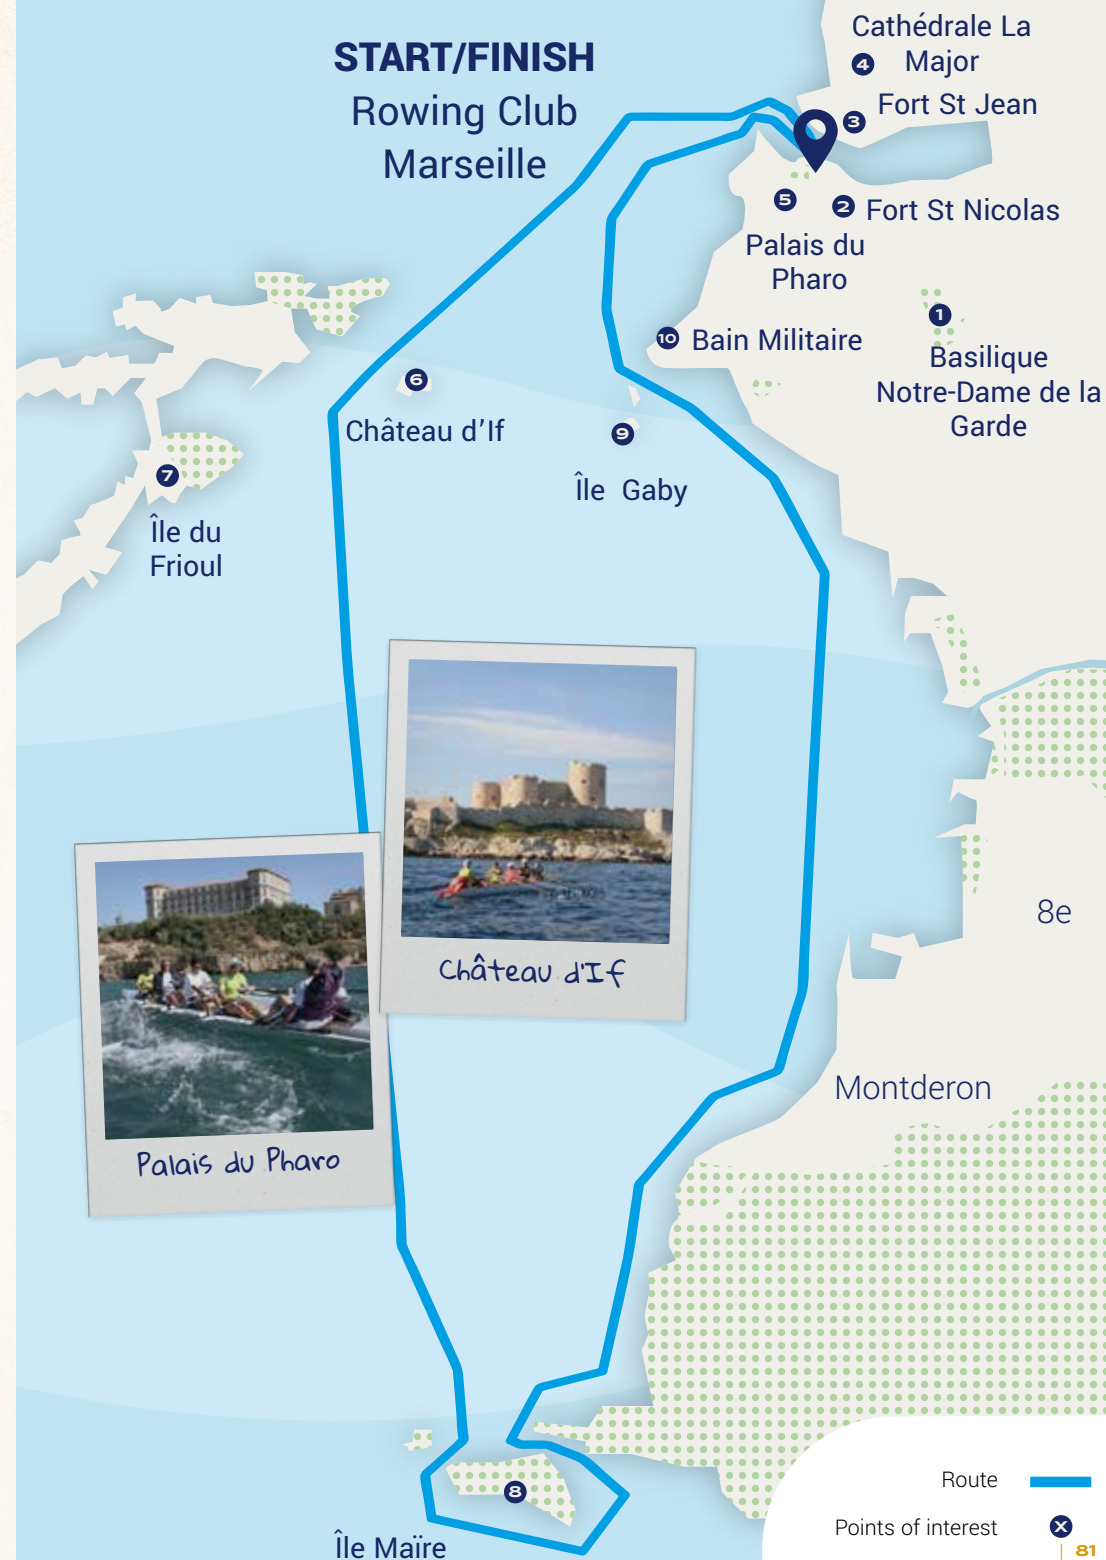 START/FINISH
Rowing Club
Marseille
Cathédrale La
Major
4
Fort St Jean
3
5
2
Fort St Nicolas
Palais du
Pharo
1
Basilique
Notre-Dame de la
Garde
10
Bain Militaire
6
Château d'If
9
Île Gaby
7
Île du
Frioul
Château d'If
Palais du Pharo
8e
Montderon
8
Île Maïre
Route
Points of interest
X
81